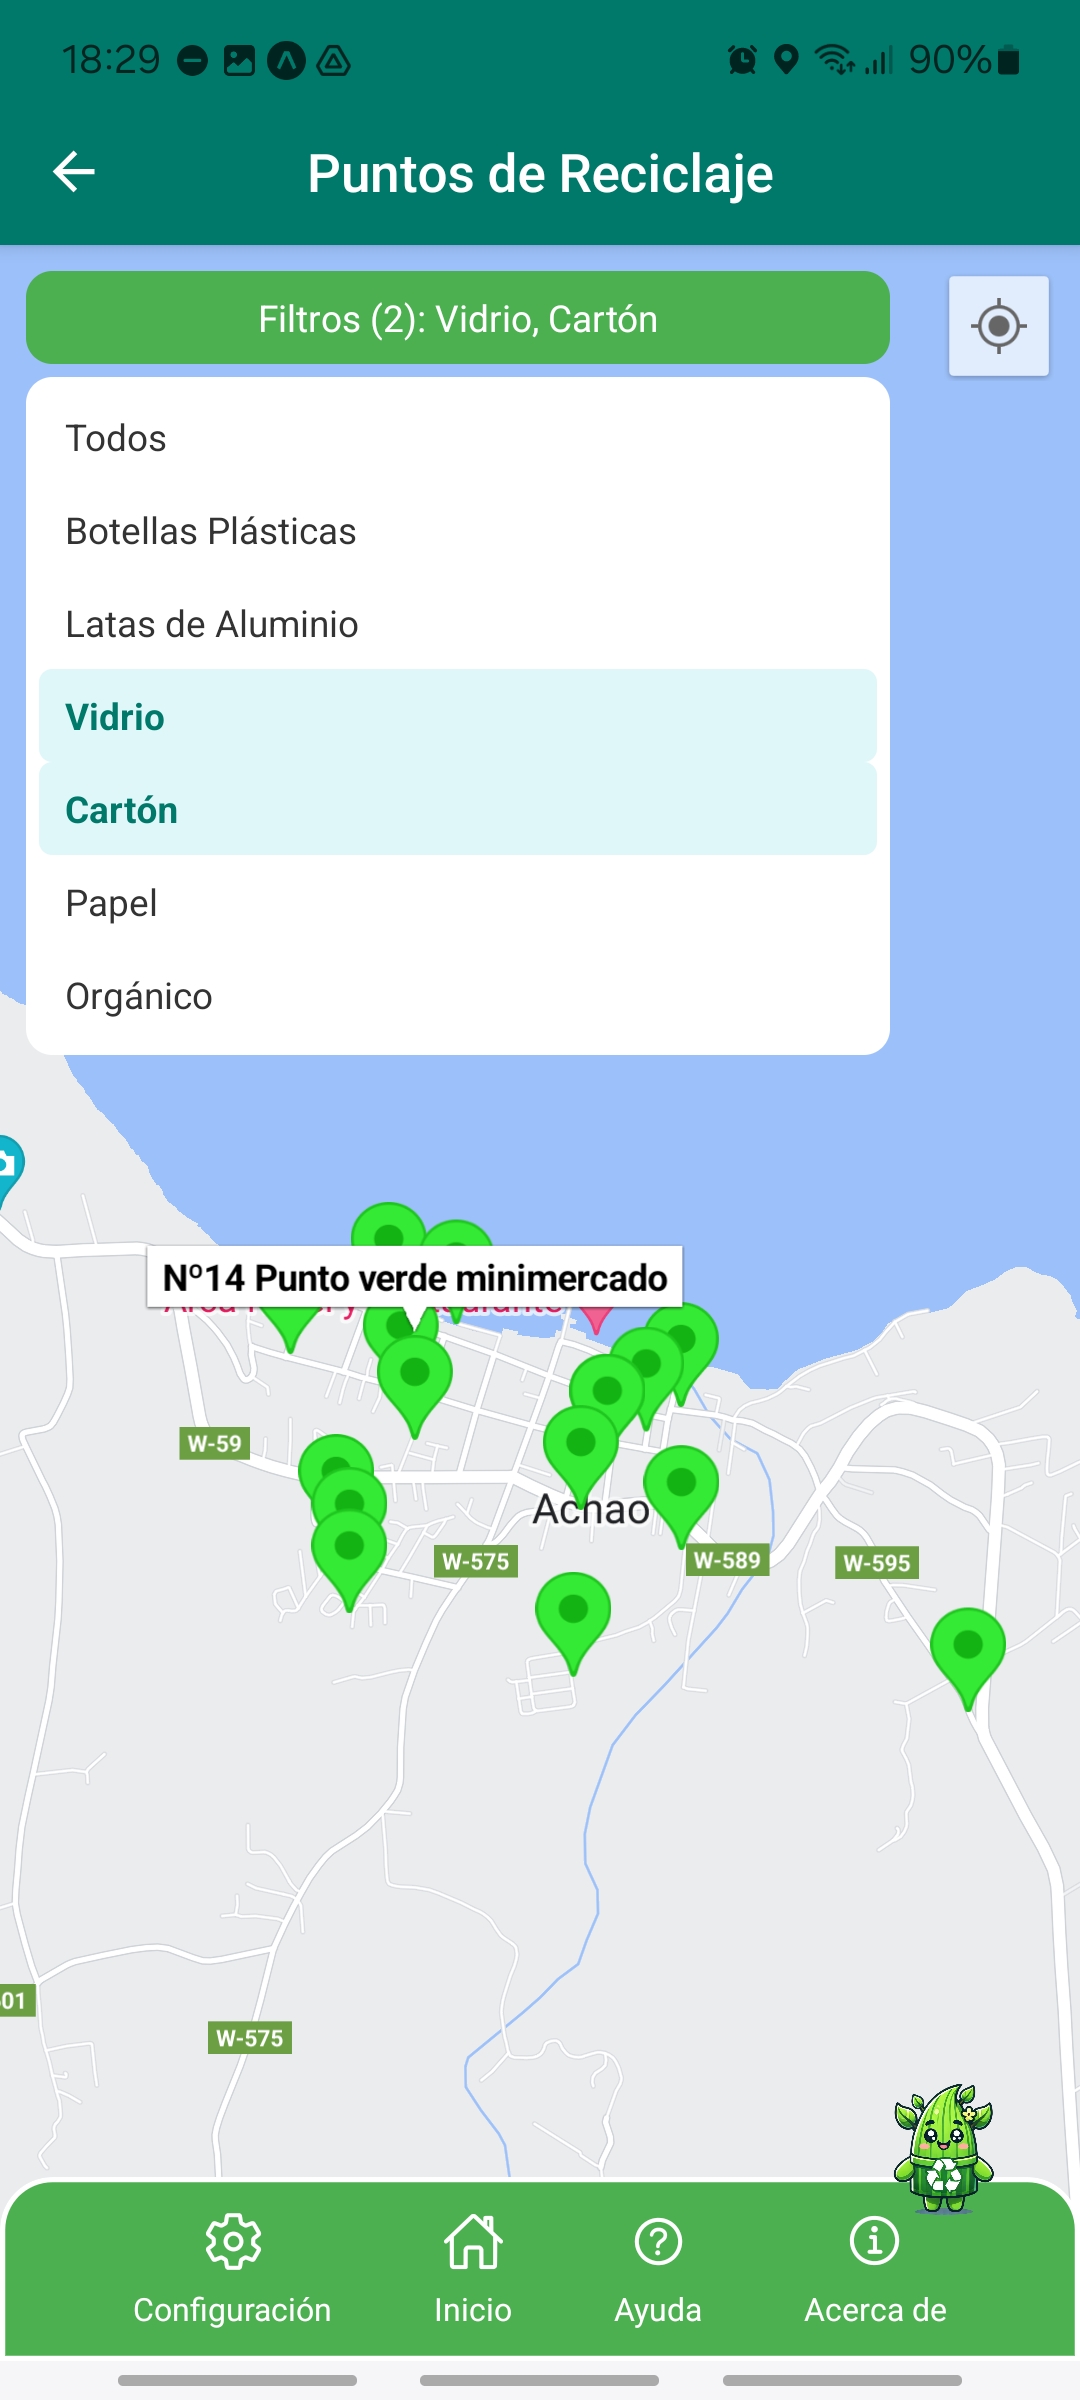 18:29
90%
Puntos de Reciclaje
Filtros (2): Vidrio, Cartón
Todos
Botellas Plásticas
Latas de Aluminio
Vidrio
Cartón
Papel
Orgánico
Nº14 Punto verde minimercado
W-59
Achao
W-575
W-589
W-595
01
W-575
Configuración
Inicio
Ayuda
Acerca de